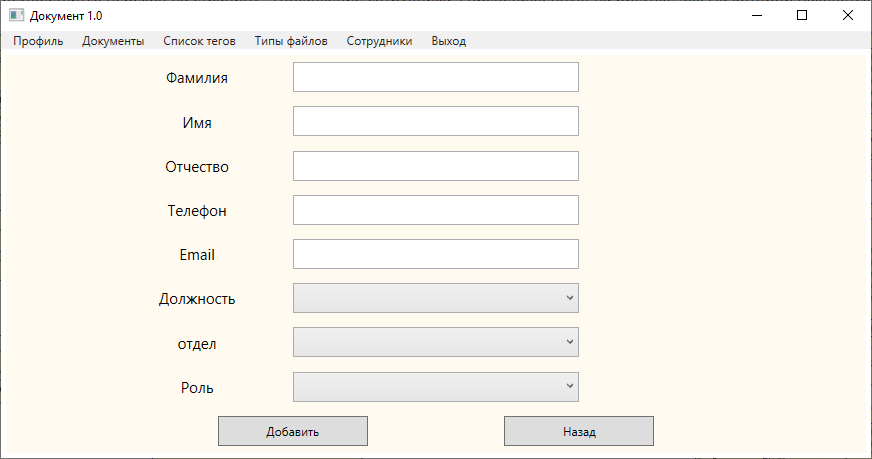 Документ 1.0
Профиль Документы Список тегов Типы файлов Сотрудники Выход
Фамилия
Имя
Отчество
Телефон
Email
Должность
отдел
Роль
Добавить Назад